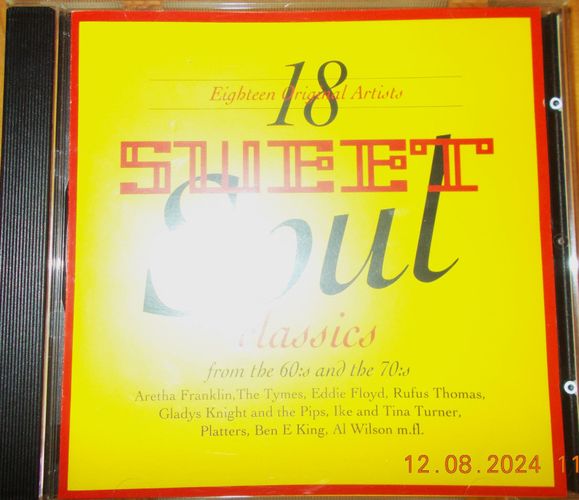 18
Eighteen Original Artists
SWEET
Soul
classics
from the 60:s and the 70:s
Aretha Franklin,The Tymes, Eddie Floyd, Rufus Thomas,
Gladys Knight and the Pips, Ike and Tina Turner,
Platters, Ben E King, Al Wilson m.fl.
12.08.2024 11